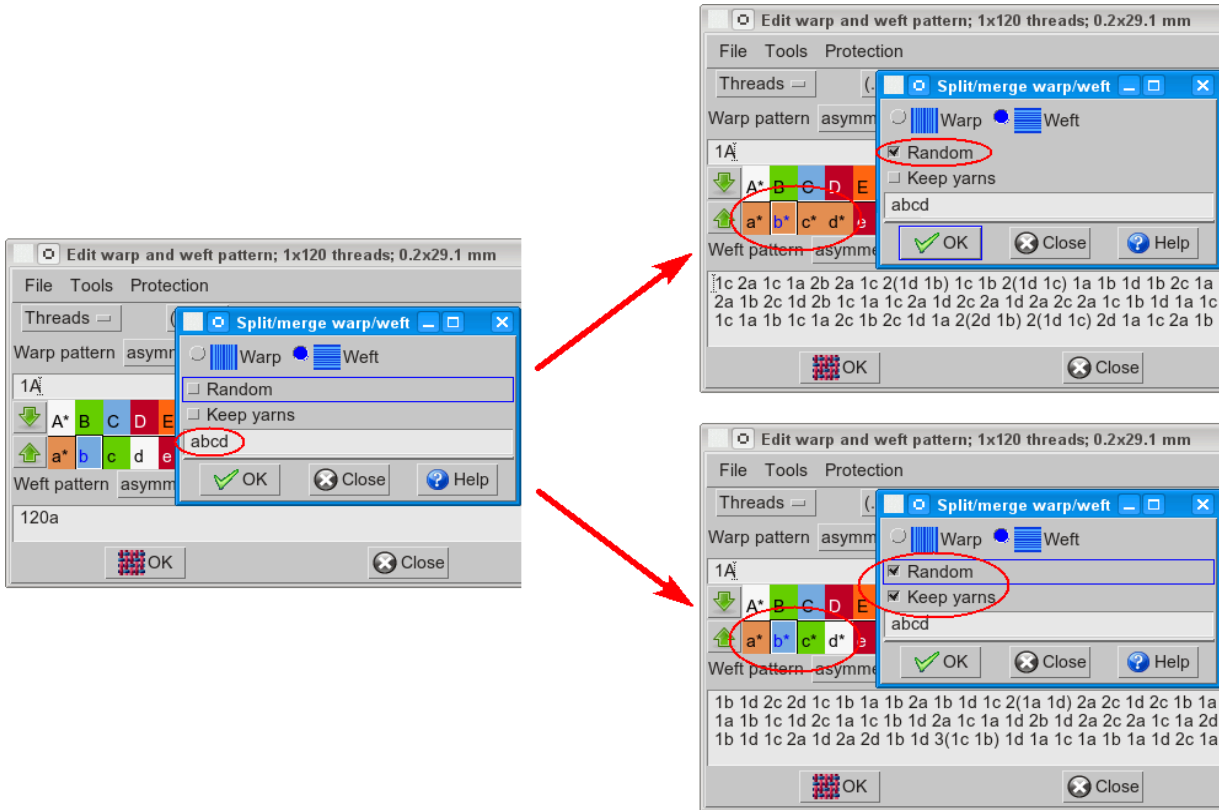 Edit warp and weft pattern; 1x120 threads; 0.2x29.1 mm
File Tools Protection
Threads
Split/merge warp/weft
Warp pattern asymm
Warp Weft
1A
Random
Keep yarns
A* B C D E
abcd
a* b c d e
OK Close Help
Weft pattern asymm
120a
OK Close
Edit warp and weft pattern; 1x120 threads; 0.2x29.1 mm
File Tools Protection
Threads (.
Split/merge warp/weft
Warp pattern asymm
Warp Weft
1A
Random
Keep yarns
A* B C D E
abcd
a* b* c* d* e
OK Close Help
Weft pattern asymme
1c 2a 1c 1a 2b 2a 1c 2(1d 1b) 1c 1b 2(1d 1c) 1a 1b 1d 1b 2c 1a
2a 1b 2c 1d 2b 1c 1a 1c 2a 1d 2c 2a 1d 2a 2c 2a 1c 1b 1d 1a 1c
1c 1a 1b 1c 1a 2c 1b 2c 1d 1a 2(2d 1b) 2(1d 1c) 2d 1a 1c 2a 1b
OK Close
Edit warp and weft pattern; 1x120 threads; 0.2x29.1 mm
File Tools Protection
Threads (.
Split/merge warp/weft
Warp pattern asymm
Warp Weft
1A
Random
Keep yarns
A* B C D E
abcd
a* b* c* d* e
OK Close Help
Weft pattern asymme
1b 1d 2c 2d 1c 1b 1a 1b 2a 1b 1d 1c 2(1a 1d) 2a 2c 1d 2c 1b 1a
1a 1b 1c 1d 2c 1a 1c 1b 1d 2a 1c 1a 1d 2b 1d 2a 2c 2a 1c 1a 2d
1b 1d 1c 2a 1d 2a 2d 1b 1d 3(1c 1b) 1d 1a 1c 1a 1b 1a 1d 2c 1a
OK Close